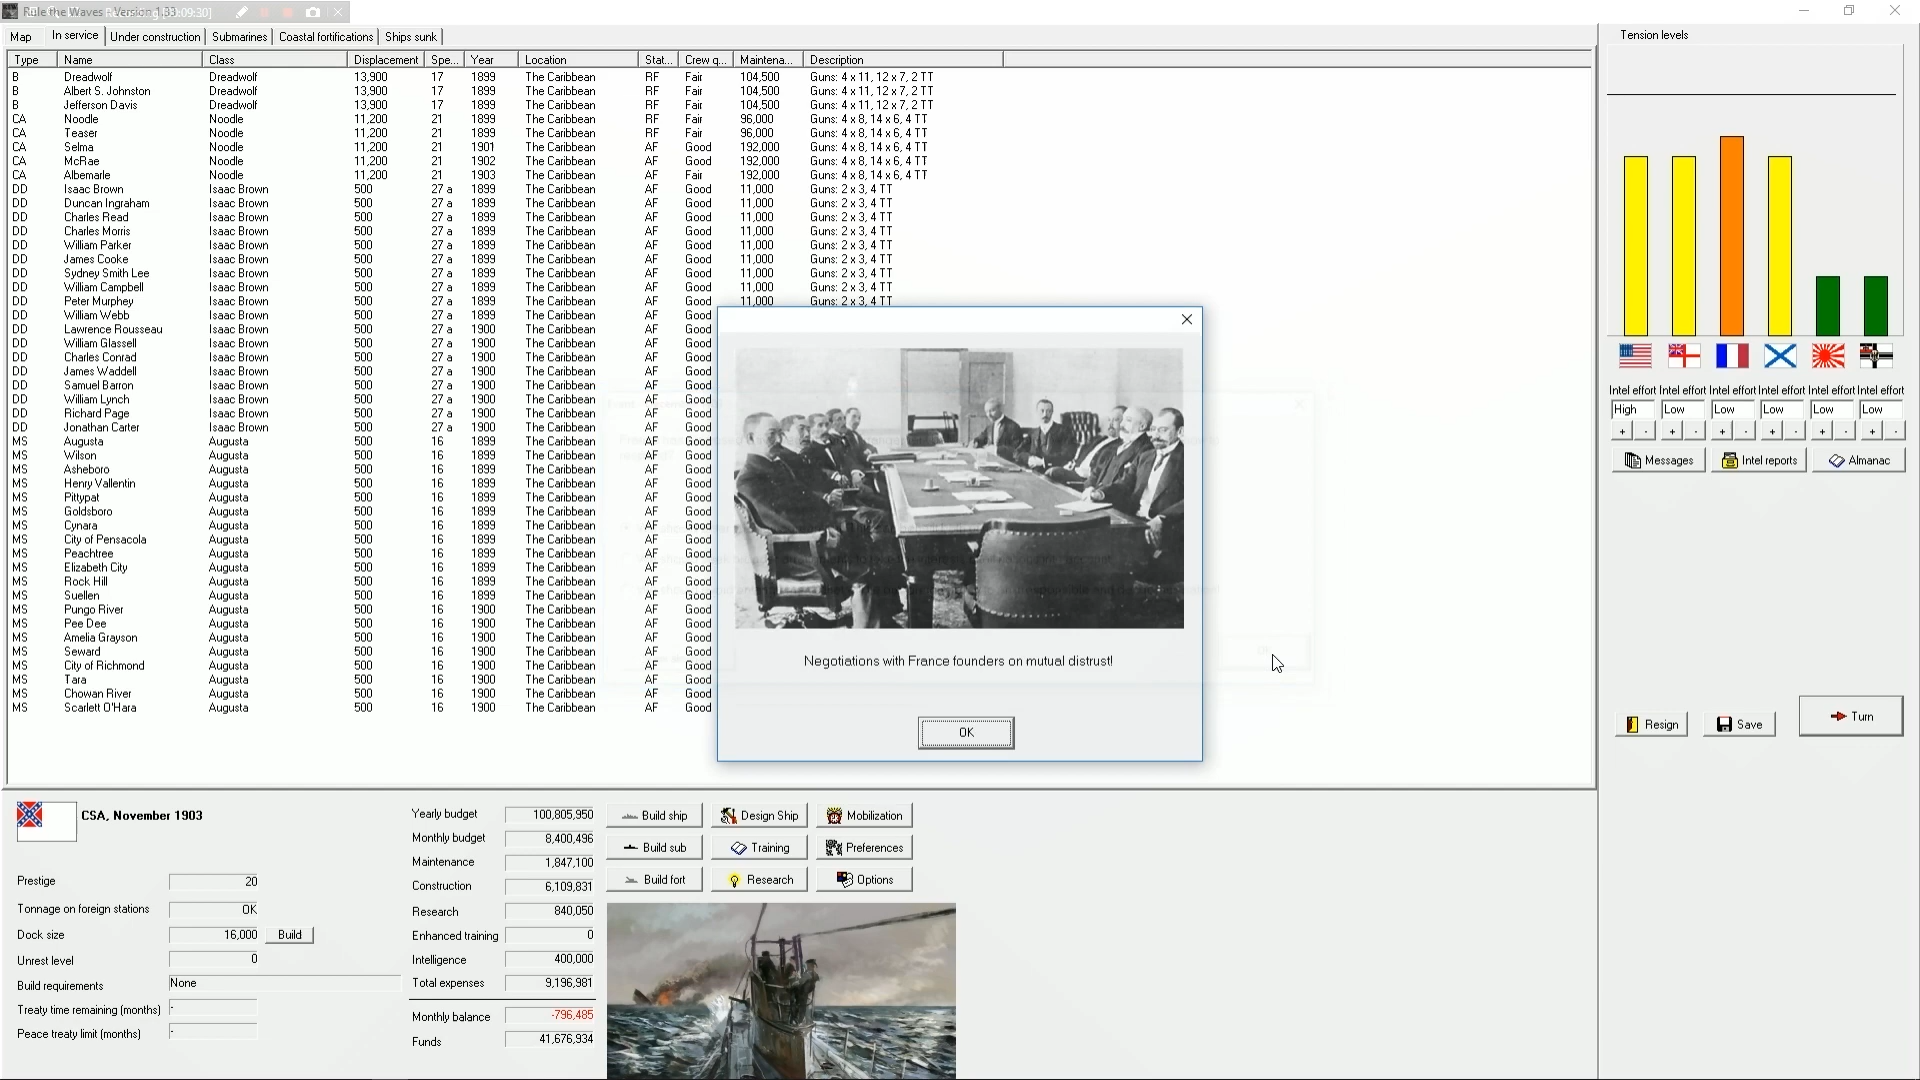 Rule the Waves - Version 1.33
Recording [00:09:30]
Map In service Under construction Submarines Coastal fortifications Ships sunk
Type Name Class Displacement Spe... Year Location Stat... Crew q... Maintena... Description
B Dreadwolf Dreadwolf 13,900 17 1899 The Caribbean RF Fair 104,500 Guns: 4 x 11, 12 x 7, 2 TT
B Albert S. Johnston Dreadwolf 13,900 17 1899 The Caribbean RF Fair 104,500 Guns: 4 x 11, 12 x 7, 2 TT
B Jefferson Davis Dreadwolf 13,900 17 1899 The Caribbean RF Fair 104,500 Guns: 4 x 11, 12 x 7, 2 TT
CA Noodle Noodle 11,200 21 1899 The Caribbean RF Fair 96,000 Guns: 4 x 8, 14 x 6, 4 TT
CA Teaser Noodle 11,200 21 1899 The Caribbean RF Fair 96,000 Guns: 4 x 8, 14 x 6, 4 TT
CA Selma Noodle 11,200 21 1901 The Caribbean AF Good 192,000 Guns: 4 x 8, 14 x 6, 4 TT
CA McRae Noodle 11,200 21 1902 The Caribbean AF Good 192,000 Guns: 4 x 8, 14 x 6, 4 TT
CA Albemarle Noodle 11,200 21 1903 The Caribbean AF Fair 192,000 Guns: 4 x 8, 14 x 6, 4 TT
DD Isaac Brown Isaac Brown 500 27 a 1899 The Caribbean AF Good 11,000 Guns: 2 x 3, 4 TT
DD Duncan Ingraham Isaac Brown 500 27 a 1899 The Caribbean AF Good 11,000 Guns: 2 x 3, 4 TT
DD Charles Read Isaac Brown 500 27 a 1899 The Caribbean AF Good 11,000 Guns: 2 x 3, 4 TT
DD Charles Morris Isaac Brown 500 27 a 1899 The Caribbean AF Good 11,000 Guns: 2 x 3, 4 TT
DD William Parker Isaac Brown 500 27 a 1899 The Caribbean AF Good 11,000 Guns: 2 x 3, 4 TT
DD James Cooke Isaac Brown 500 27 a 1899 The Caribbean AF Good 11,000 Guns: 2 x 3, 4 TT
DD Sydney Smith Lee Isaac Brown 500 27 a 1899 The Caribbean AF Good 11,000 Guns: 2 x 3, 4 TT
DD William Campbell Isaac Brown 500 27 a 1899 The Caribbean AF Good 11,000 Guns: 2 x 3, 4 TT
DD Peter Murphey Isaac Brown 500 27 a 1899 The Caribbean AF Good 11,000 Guns: 2 x 3, 4 TT
DD William Webb Isaac Brown 500 27 a 1899 The Caribbean AF Good
DD Lawrence Rousseau Isaac Brown 500 27 a 1900 The Caribbean AF Good
DD William Glassell Isaac Brown 500 27 a 1900 The Caribbean AF Good
DD Charles Conrad Isaac Brown 500 27 a 1900 The Caribbean AF Good
DD James Waddell Isaac Brown 500 27 a 1900 The Caribbean AF Good
DD Samuel Barron Isaac Brown 500 27 a 1900 The Caribbean AF Good
DD William Lynch Isaac Brown 500 27 a 1900 The Caribbean AF Good
DD Richard Page Isaac Brown 500 27 a 1900 The Caribbean AF Good
DD Jonathan Carter Isaac Brown 500 27 a 1900 The Caribbean AF Good
MS Augusta Augusta 500 16 1899 The Caribbean AF Good
MS Wilson Augusta 500 16 1899 The Caribbean AF Good
MS Asheboro Augusta 500 16 1899 The Caribbean AF Good
MS Henry Vallentin Augusta 500 16 1899 The Caribbean AF Good
MS Pittypat Augusta 500 16 1899 The Caribbean AF Good
MS Goldsboro Augusta 500 16 1899 The Caribbean AF Good
MS Cynara Augusta 500 16 1899 The Caribbean AF Good
MS City of Pensacola Augusta 500 16 1899 The Caribbean AF Good
MS Peachtree Augusta 500 16 1899 The Caribbean AF Good
MS Elizabeth City Augusta 500 16 1899 The Caribbean AF Good
MS Rock Hill Augusta 500 16 1899 The Caribbean AF Good
MS Suellen Augusta 500 16 1899 The Caribbean AF Good
MS Pungo River Augusta 500 16 1900 The Caribbean AF Good
MS Pee Dee Augusta 500 16 1900 The Caribbean AF Good
MS Amelia Grayson Augusta 500 16 1900 The Caribbean AF Good
MS Seward Augusta 500 16 1900 The Caribbean AF Good
MS City of Richmond Augusta 500 16 1900 The Caribbean AF Good
MS Tara Augusta 500 16 1900 The Caribbean AF Good
MS Chowan River Augusta 500 16 1900 The Caribbean AF Good
MS Scarlett O'Hara Augusta 500 16 1900 The Caribbean AF Good
Negotiations with France founders on mutual distrust!
OK
Tension levels
Intel effort Intel effort Intel effort Intel effort Intel effort Intel effort
High Low Low Low Low Low
+ - + - + - + - + - + -
Messages Intel reports Almanac
Resign Save Turn
CSA, November 1903
Prestige 20
Tonnage on foreign stations OK
Dock size 16,000 Build
Unrest level 0
Build requirements None
Treaty time remaining (months) -
Peace treaty limit (months) -
Yearly budget 100,805,950
Monthly budget 8,400,496
Maintenance 1,847,100
Construction 6,109,831
Research 840,050
Enhanced training 0
Intelligence 400,000
Total expenses 9,196,981
Monthly balance -796,485
Funds 41,676,934
Build ship Design Ship Mobilization
Build sub Training Preferences
Build fort Research Options